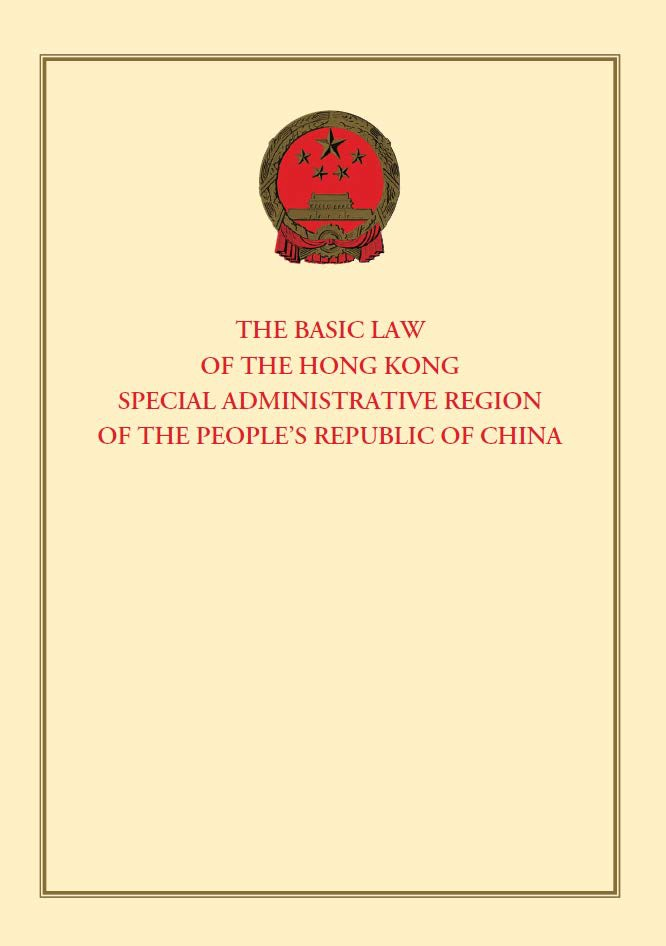 THE BASIC LAW
OF THE HONG KONG
SPECIAL ADMINISTRATIVE REGION
OF THE PEOPLE’S REPUBLIC OF CHINA